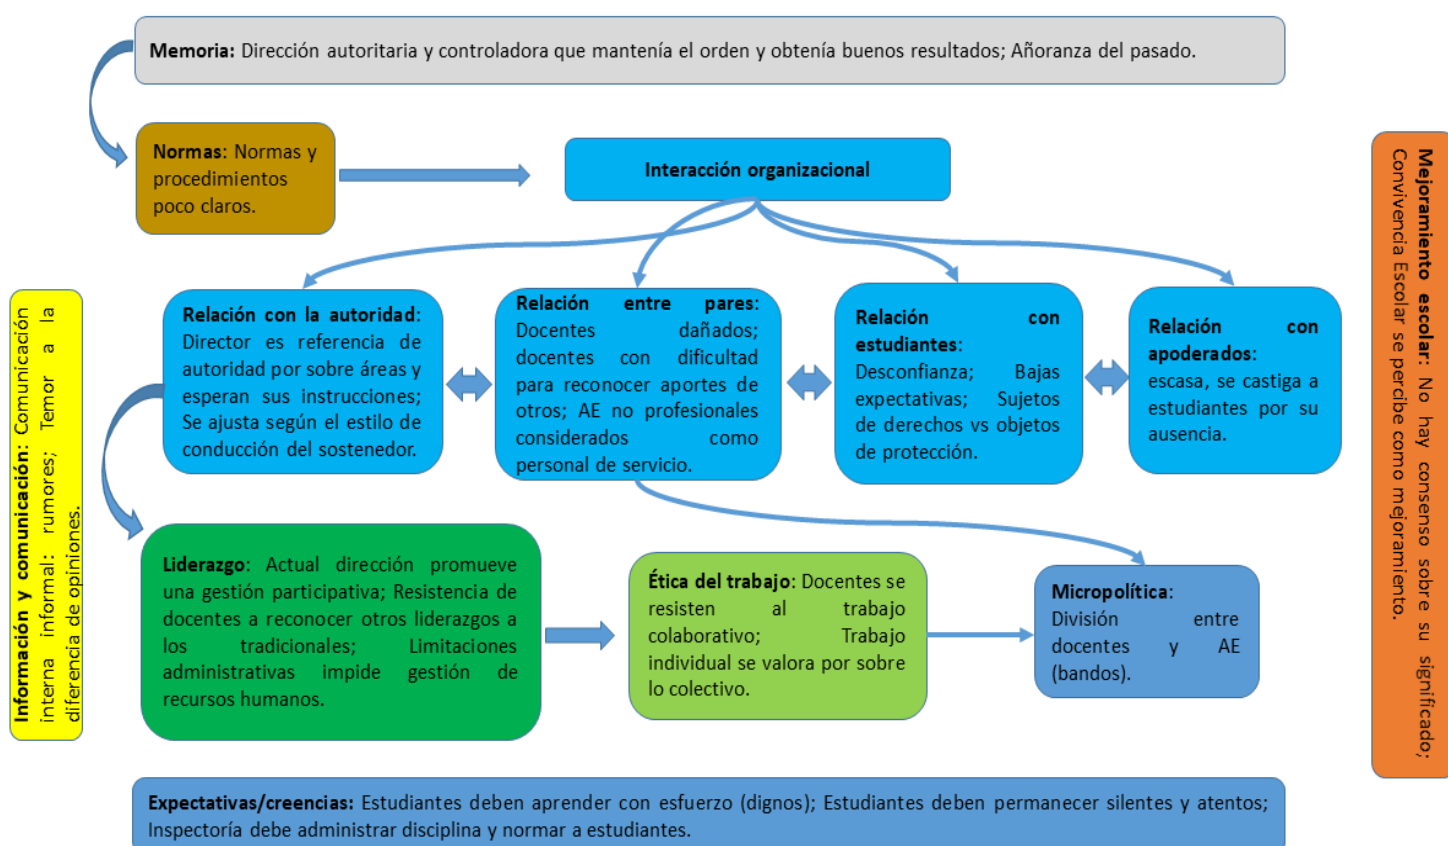 Memoria: Dirección autoritaria y controladora que mantenía el orden y obtenía buenos resultados; Añoranza del pasado.
Normas: Normas y
procedimientos
poco claros.
Interacción organizacional
Relación con la autoridad:
Director es referencia de
autoridad por sobre áreas y
esperan sus instrucciones;
Se ajusta según el estilo de
conducción del sostenedor.
Relación entre pares:
Docentes dañados;
docentes con dificultad
para reconocer aportes de
otros; AE no profesionales
considerados como
personal de servicio.
Relación con
estudiantes:
Desconfianza; Bajas
expectativas; Sujetos
de derechos vs objetos
de protección.
Relación con
apoderados:
escasa, se castiga a
estudiantes por su
ausencia.
Información y comunicación: Comunicación
interna informal: rumores; Temor a la
diferencia de opiniones.
Mejoramiento escolar: No hay consenso sobre su significado;
Convivencia Escolar se percibe como mejoramiento.
Liderazgo: Actual dirección promueve
una gestión participativa; Resistencia de
docentes a reconocer otros liderazgos a
los tradicionales; Limitaciones
administrativas impide gestión de
recursos humanos.
Ética del trabajo: Docentes se
resisten al trabajo
colaborativo; Trabajo
individual se valora por sobre
lo colectivo.
Micropolítica:
División entre
docentes y AE
(bandos).
Expectativas/creencias: Estudiantes deben aprender con esfuerzo (dignos); Estudiantes deben permanecer silentes y atentos;
Inspectoría debe administrar disciplina y normar a estudiantes.